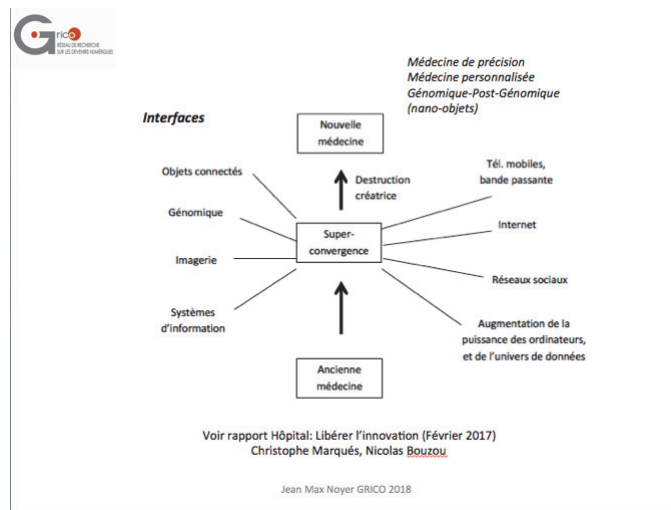 Grico
RÉSEAU DE RECHERCHE
SUR LES DEVENIRS NUMÉRIQUES
Médecine de précision
Médecine personnalisée
Génomique-Post-Génomique
(nano-objets)
Interfaces
Nouvelle
médecine
Objets connectés
Destruction
créatrice
Tél. mobiles,
bande passante
Génomique
Internet
Super-
convergence
Imagerie
Réseaux sociaux
Systèmes
d'information
Augmentation de la
puissance des ordinateurs,
et de l'univers de données
Ancienne
médecine
Voir rapport Hôpital: Libérer l'innovation (Février 2017)
Christophe Marqués, Nicolas Bouzou
Jean Max Noyer GRICO 2018